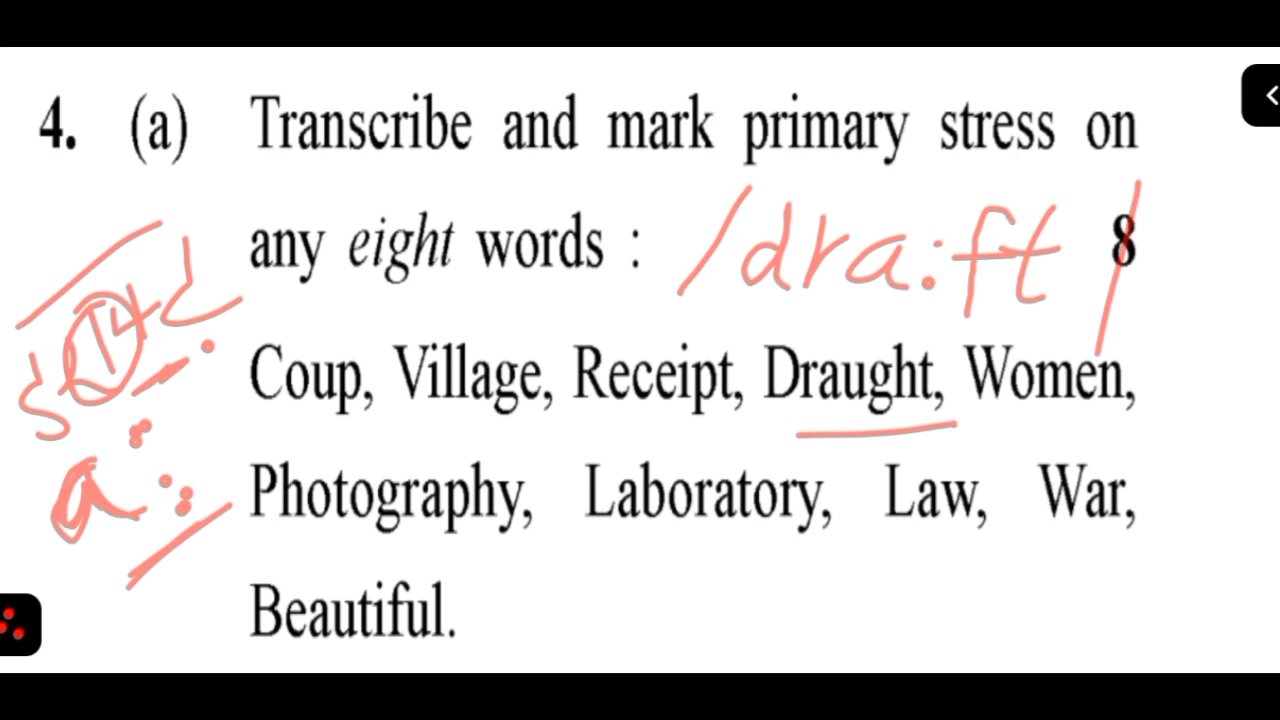 4. (a) Transcribe and mark primary stress on
any eight words : /dra:ft/ 8
Coup, Village, Receipt, Draught, Women,
a:
Photography, Laboratory, Law, War,
Beautiful.